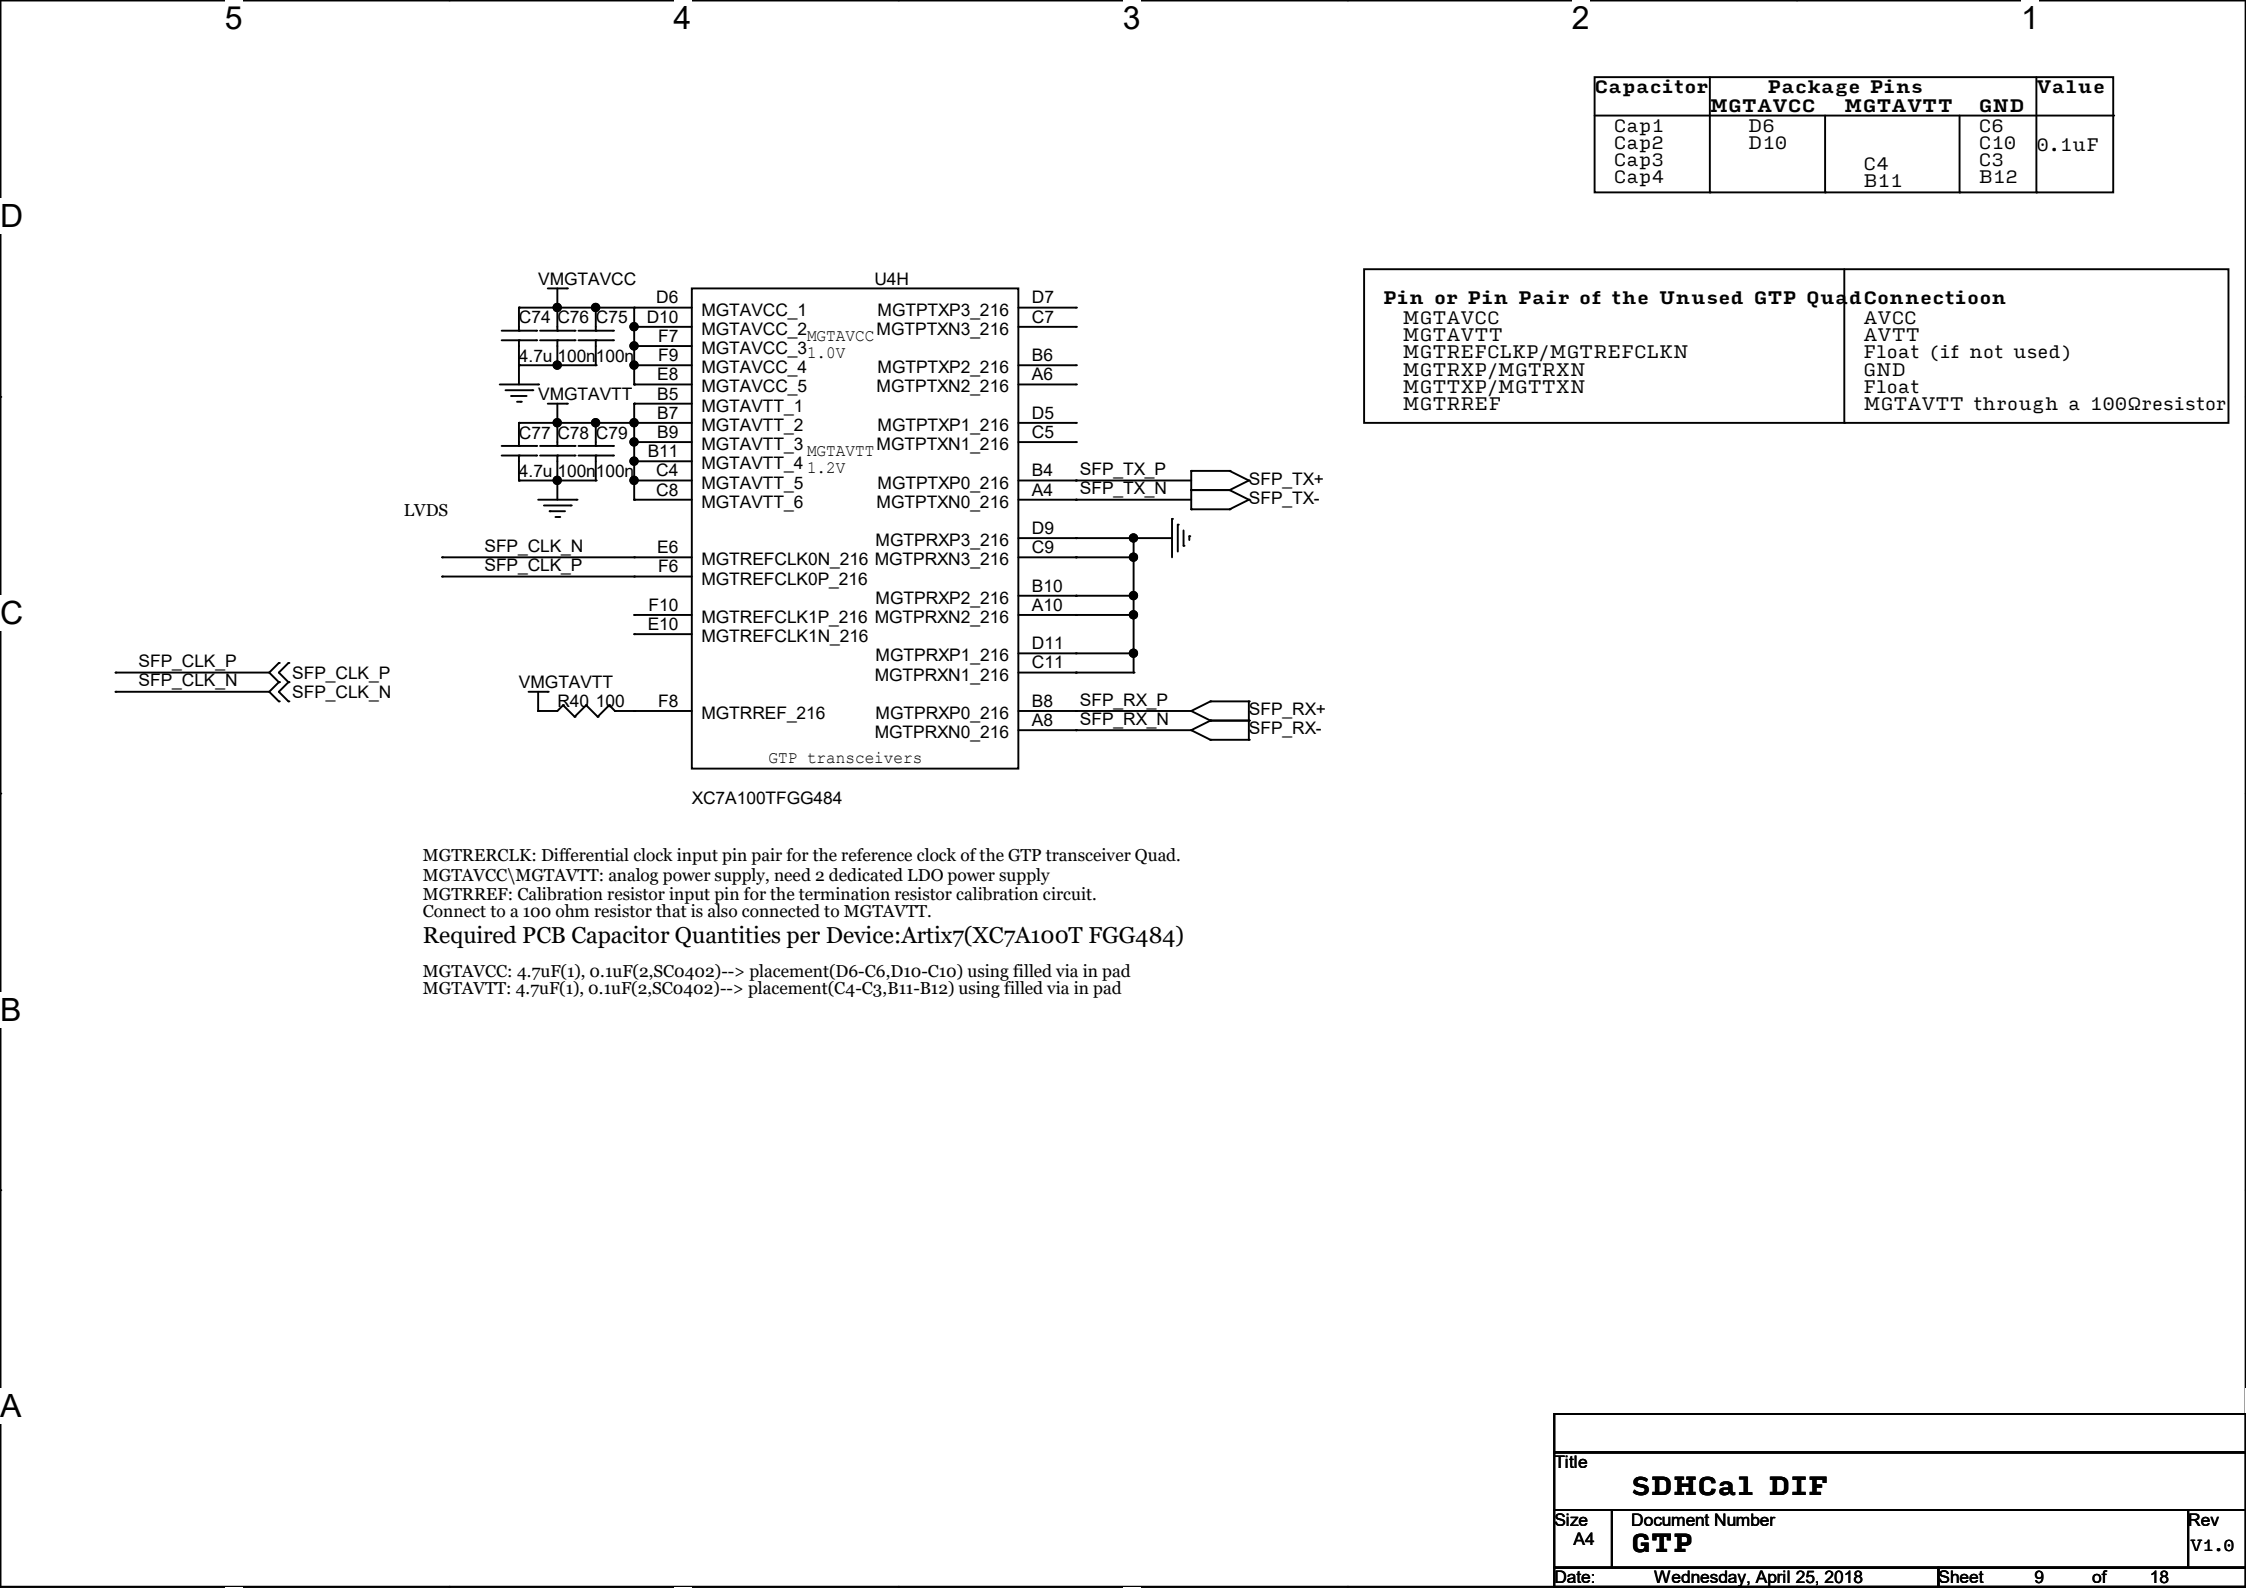 5 4 3 2 1
D
C
B
A
Capacitor Package Pins Value
MGTAVCC MGTAVTT GND
Cap1 D6 C6
Cap2 D10 C10 0.1uF
Cap3 C4 C3
Cap4 B11 B12
Pin or Pin Pair of the Unused GTP Quad Connectioon
MGTAVCC AVCC
MGTAVTT AVTT
MGTREFCLKP/MGTREFCLKN Float (if not used)
MGTRXP/MGTRXN GND
MGTTXP/MGTTXN Float
MGTRREF MGTAVTT through a 100Ωresistor
VMGTAVCC
C74 C76 C75
4.7u 100n 100n
VMGTAVTT
C77 C78 C79
4.7u 100n 100n
LVDS
SFP_CLK_N
SFP_CLK_P
SFP_CLK_P SFP_CLK_P
SFP_CLK_N SFP_CLK_N
VMGTAVTT
R40 100
U4H
D6 MGTAVCC_1
D10 MGTAVCC_2
F7 MGTAVCC_3
F9 MGTAVCC_4
E8 MGTAVCC_5
MGTAVCC
1.0V
B5 MGTAVTT_1
B7 MGTAVTT_2
B9 MGTAVTT_3
B11 MGTAVTT_4
C4 MGTAVTT_5
C8 MGTAVTT_6
MGTAVTT
1.2V
E6 MGTREFCLK0N_216
F6 MGTREFCLK0P_216
F10 MGTREFCLK1P_216
E10 MGTREFCLK1N_216
F8 MGTRREF_216
MGTPTXP3_216 D7
MGTPTXN3_216 C7
MGTPTXP2_216 B6
MGTPTXN2_216 A6
MGTPTXP1_216 D5
MGTPTXN1_216 C5
MGTPTXP0_216 B4 SFP_TX_P SFP_TX+
MGTPTXN0_216 A4 SFP_TX_N SFP_TX-
MGTPRXP3_216 D9
MGTPRXN3_216 C9
MGTPRXP2_216 B10
MGTPRXN2_216 A10
MGTPRXP1_216 D11
MGTPRXN1_216 C11
MGTPRXP0_216 B8 SFP_RX_P SFP_RX+
MGTPRXN0_216 A8 SFP_RX_N SFP_RX-
GTP transceivers
XC7A100TFGG484
MGTRERCLK: Differential clock input pin pair for the reference clock of the GTP transceiver Quad.
MGTAVCC\MGTAVTT: analog power supply, need 2 dedicated LDO power supply
MGTRREF: Calibration resistor input pin for the termination resistor calibration circuit.
Connect to a 100 ohm resistor that is also connected to MGTAVTT.
Required PCB Capacitor Quantities per Device:Artix7(XC7A100T FGG484)
MGTAVCC: 4.7uF(1), 0.1uF(2,SC0402)--> placement(D6-C6,D10-C10) using filled via in pad
MGTAVTT: 4.7uF(1), 0.1uF(2,SC0402)--> placement(C4-C3,B11-B12) using filled via in pad
Title
SDHCal DIF
Size Document Number Rev
A4 GTP V1.0
Date: Wednesday, April 25, 2018 Sheet 9 of 18